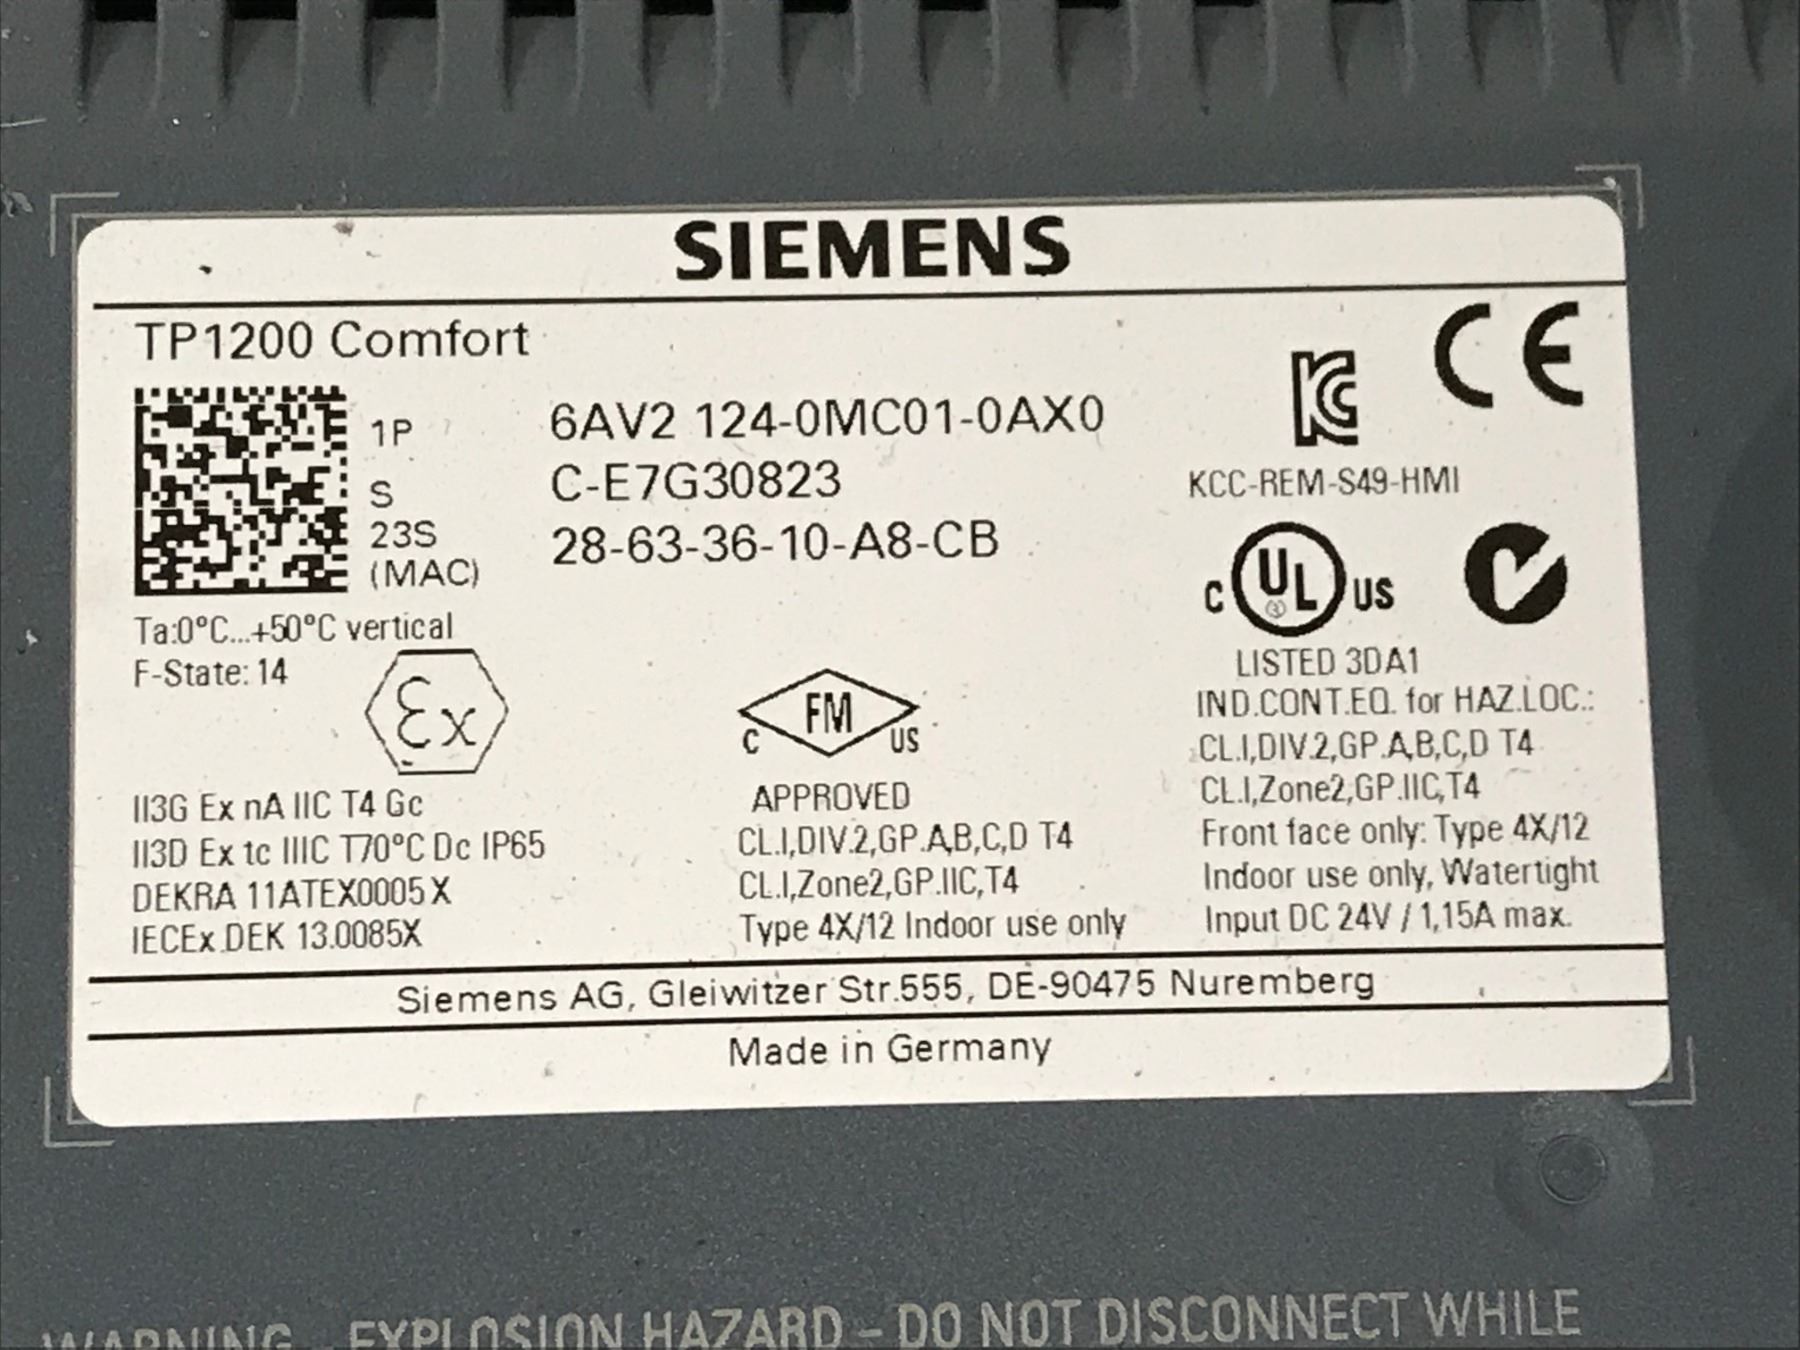 SIEMENS
TP1200 Comfort
1P 6AV2 124-0MC01-0AX0
S C-E7G30823
23S 28-63-36-10-A8-CB
(MAC)
KCC-REM-S49-HMI
Ta:0°C...+50°C vertical
F-State: 14
Ex
II3G Ex nA IIC T4 Gc
II3D Ex tc IIIC T70°C Dc IP65
DEKRA 11ATEX0005 X
IECEx DEK 13.0085X
C FM US
APPROVED
CL.I,DIV.2,GP.A,B,C,D T4
CL.I,Zone2,GP.IIC,T4
Type 4X/12 Indoor use only
CE
C UL US
LISTED 3DA1
IND.CONT.EQ. for HAZ.LOC.:
CL.I,DIV.2,GP.A,B,C,D T4
CL.I,Zone2,GP.IIC,T4
Front face only: Type 4X/12
Indoor use only, Watertight
Input DC 24V / 1,15A max.
Siemens AG, Gleiwitzer Str.555, DE-90475 Nuremberg
Made in Germany
WARNING - EXPLOSION HAZARD - DO NOT DISCONNECT WHILE